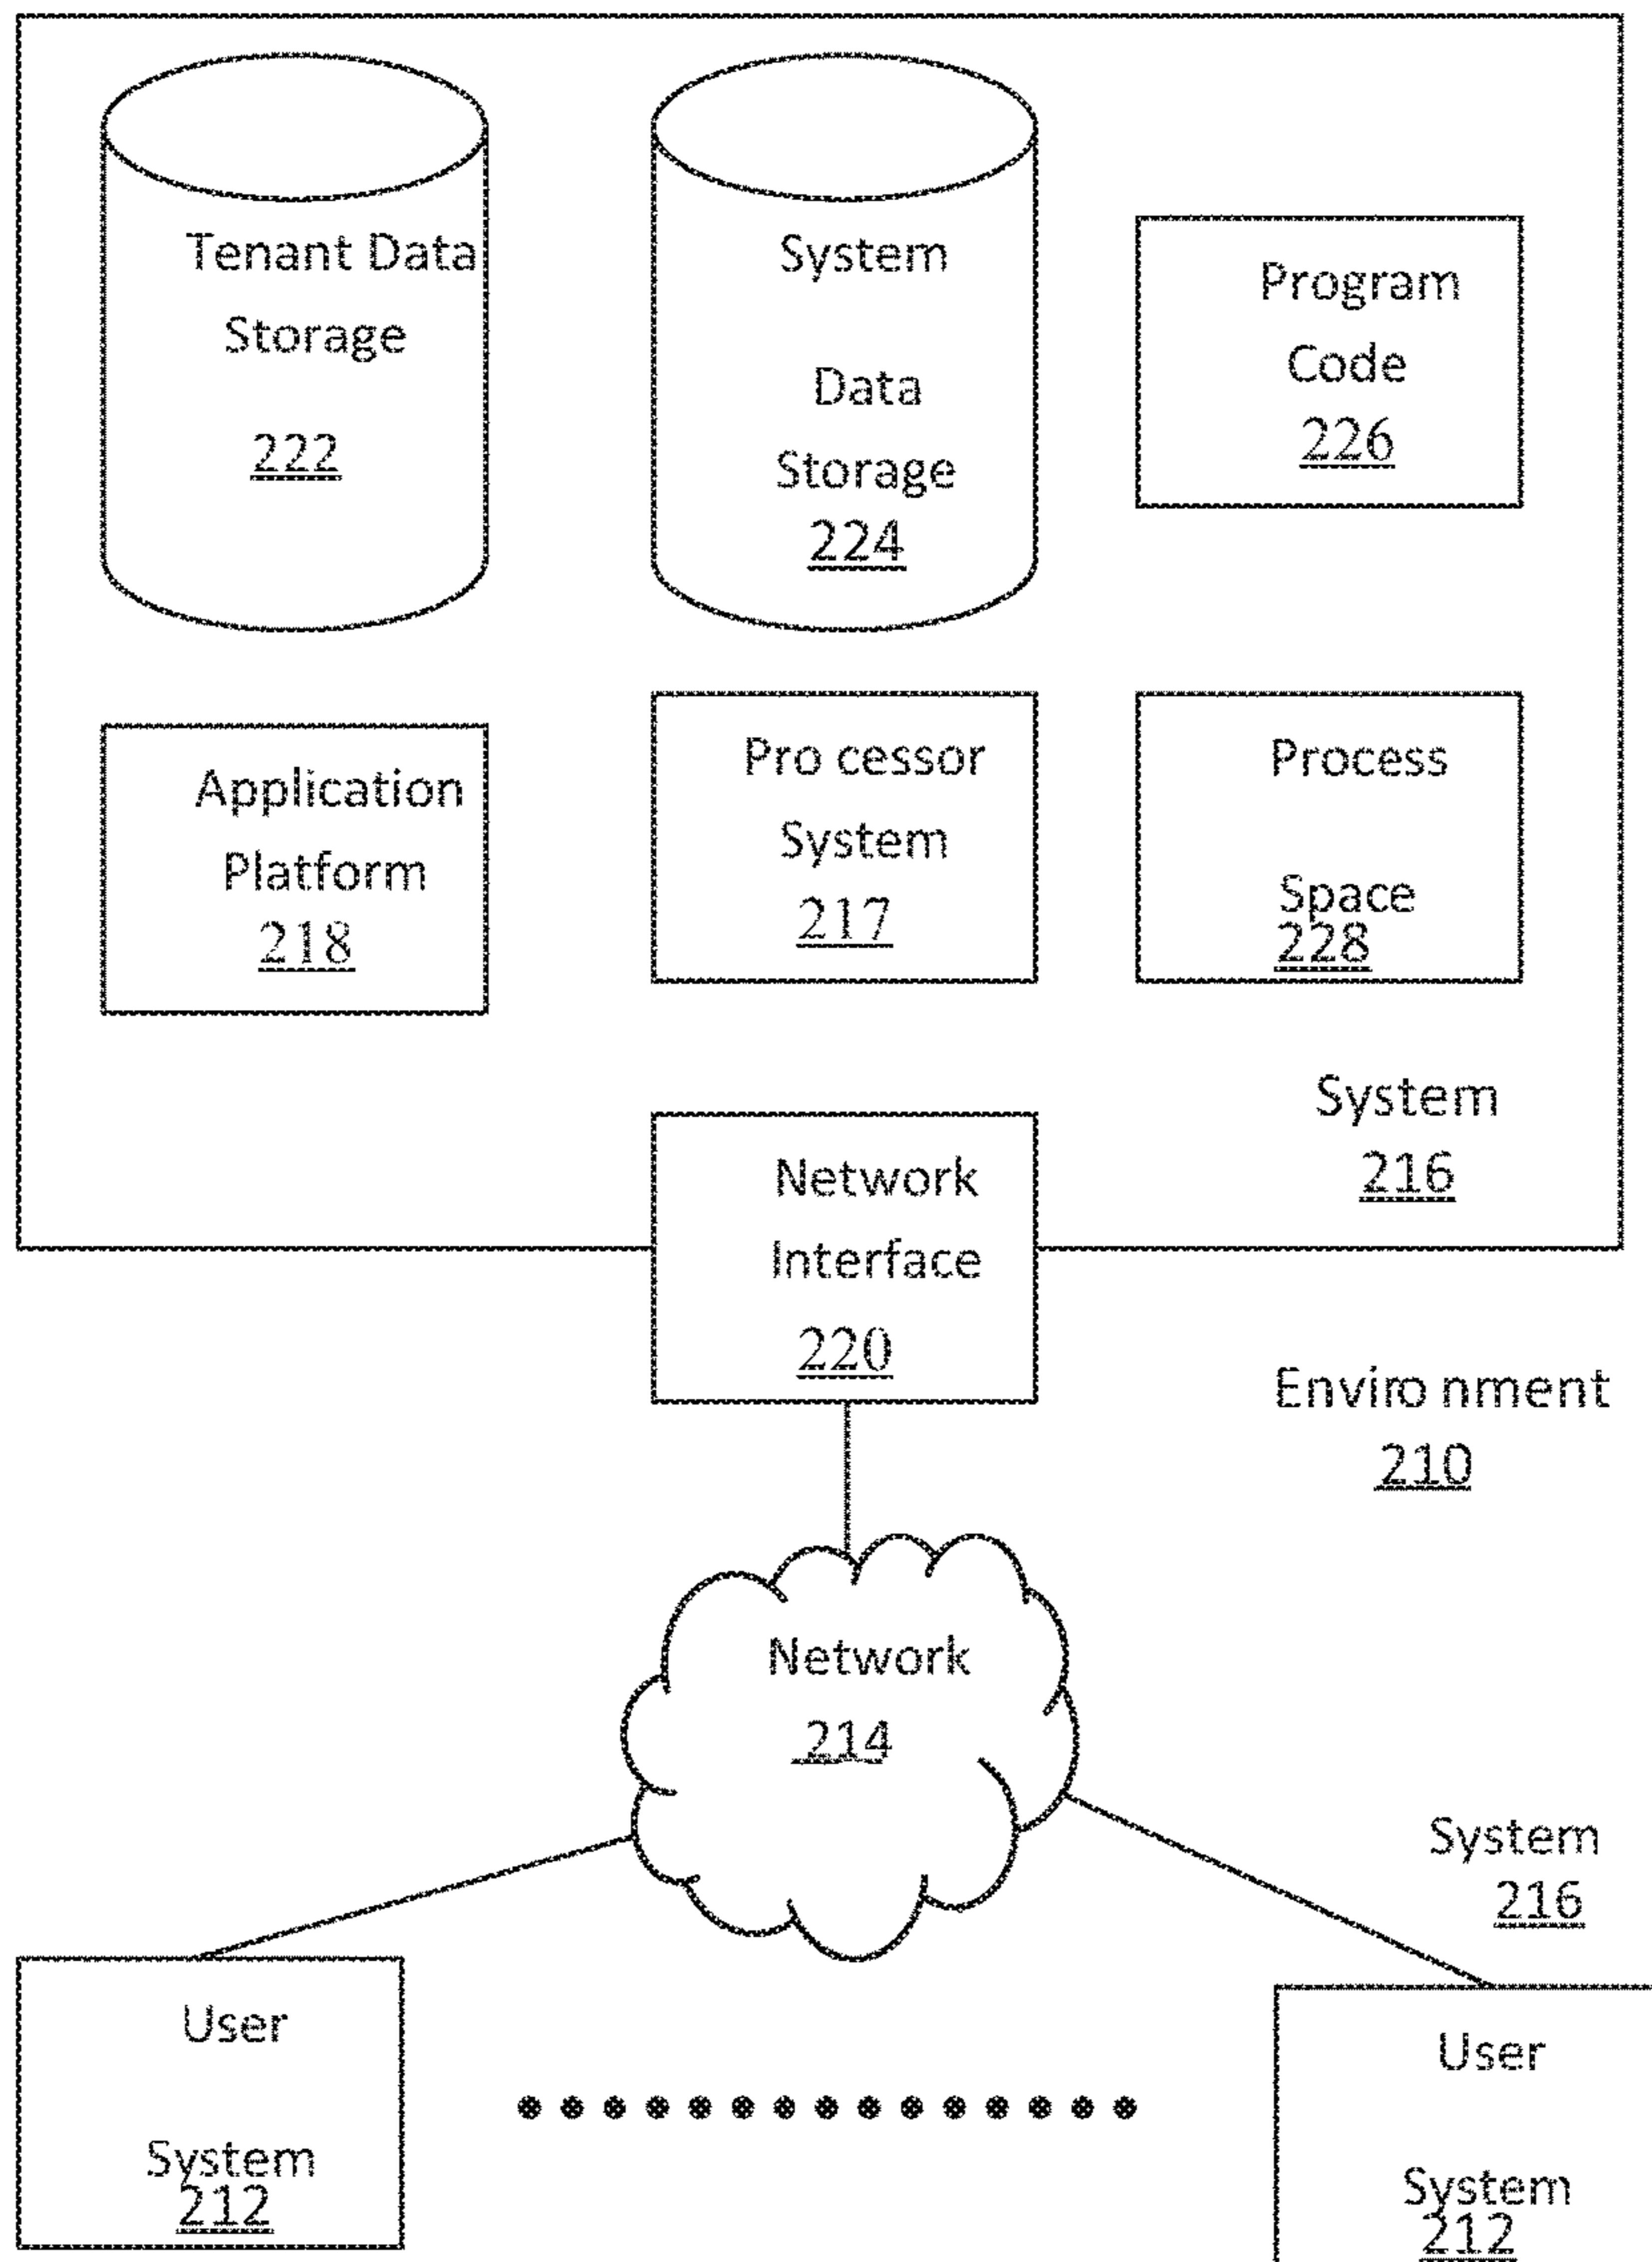 Tenant Data
Storage
222
System
Data
Storage
224
Program
Code
226
Application
Platform
218
Pro cessor
System
217
Process
Space
228
System
216
Network
Interface
220
Enviro nment
210
Network
214
System
216
User
System
212
User
System
212